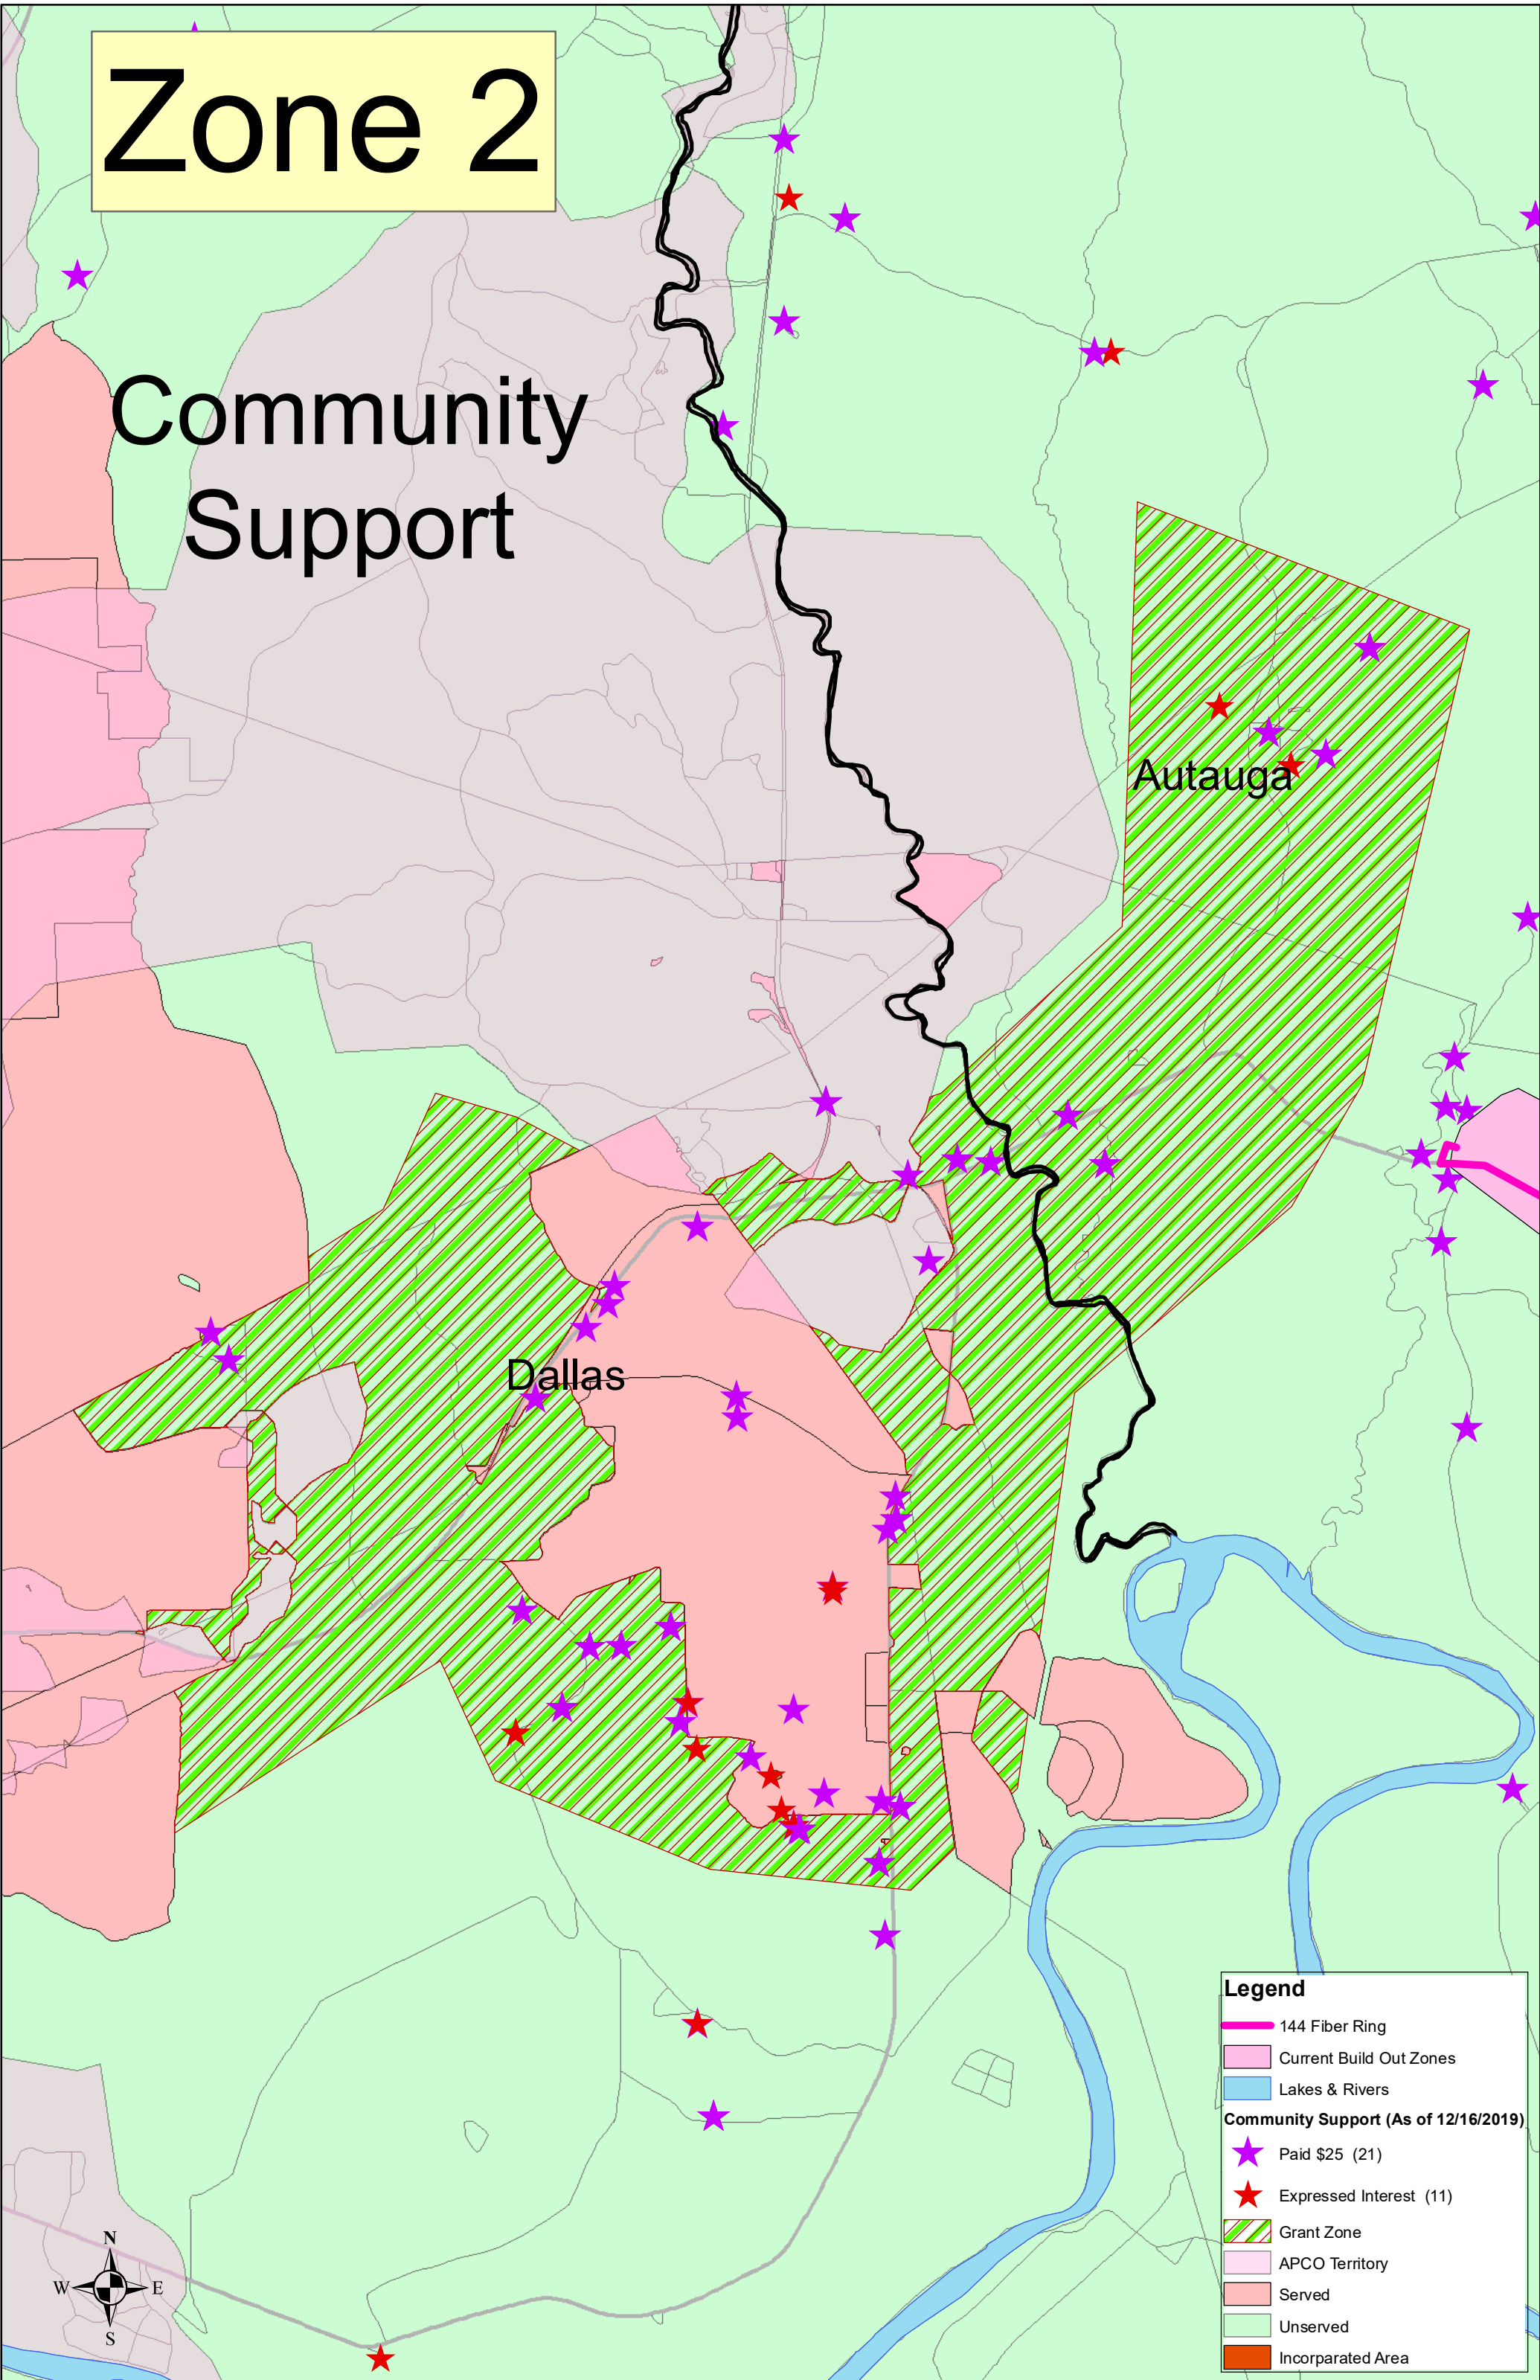 Zone 2
Community
Support
Autauga
Dallas
N
W E
S
Legend
144 Fiber Ring
Current Build Out Zones
Lakes & Rivers
Community Support (As of 12/16/2019)
Paid $25 (21)
Expressed Interest (11)
Grant Zone
APCO Territory
Served
Unserved
Incorparated Area